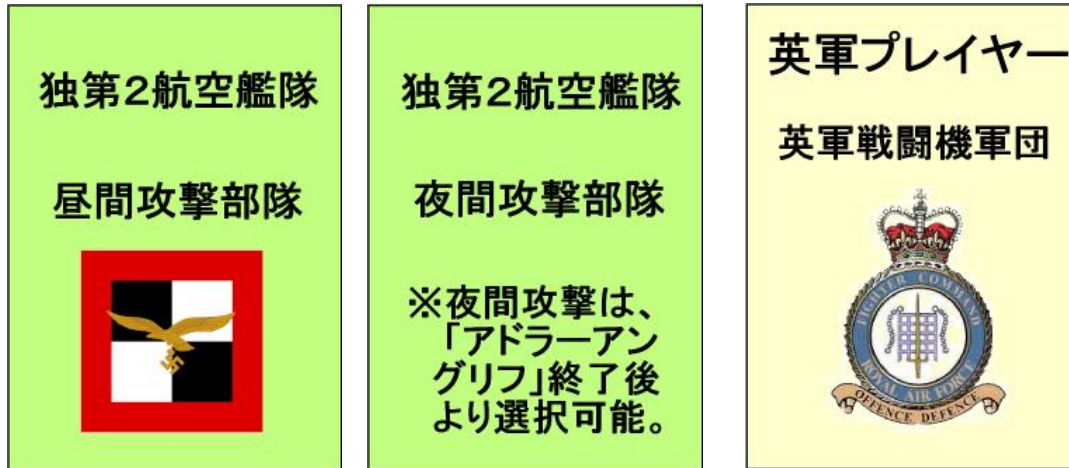 独第2航空艦隊
昼間攻撃部隊
独第2航空艦隊
夜間攻撃部隊
※夜間攻撃は、
「アドラーアン
グリフ」終了後
より選択可能。
英軍プレイヤー
英軍戦闘機軍団
FIGHTER COMMAND
ROYAL AIR FORCE
OFFENCE DEFENCE